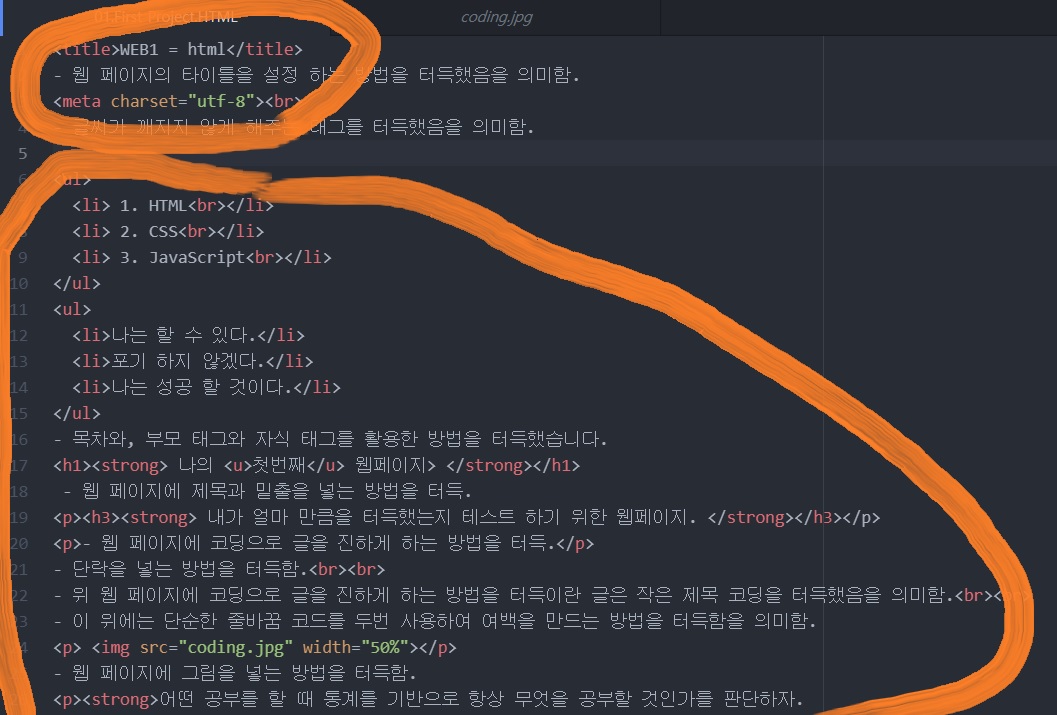 01.First Project.HTML
coding.jpg
<title>WEB1 = html</title>
- 웹 페이지의 타이틀을 설정 하는 방법을 터득했음을 의미함.
<meta charset="utf-8"><br>
4 글씨가 깨지지 않게 해주는 태그를 터득했음을 의미함.
5
6 <ul>
<li> 1. HTML<br></li>
8 <li> 2. CSS<br></li>
9 <li> 3. JavaScript<br></li>
10 </ul>
11 <ul>
12 <li>나는 할 수 있다.</li>
13 <li>포기 하지 않겠다.</li>
14 <li>나는 성공 할 것이다.</li>
15 </ul>
16 - 목차와, 부모 태그와 자식 태그를 활용한 방법을 터득했습니다.
17 <h1><strong> 나의 <u>첫번째</u> 웹페이지> </strong></h1>
18 - 웹 페이지에 제목과 밑줄을 넣는 방법을 터득.
19 <p><h3><strong> 내가 얼마 만큼을 터득했는지 테스트 하기 위한 웹페이지. </strong></h3></p>
20 <p>- 웹 페이지에 코딩으로 글을 진하게 하는 방법을 터득.</p>
21 - 단락을 넣는 방법을 터득함.<br><br>
22 - 위 웹 페이지에 코딩으로 글을 진하게 하는 방법을 터득이란 글은 작은 제목 코딩을 터득했음을 의미함.<br>
23 - 이 위에는 단순한 줄바꿈 코드를 두번 사용하여 여백을 만드는 방법을 터득함을 의미함.
24 <p> <img src="coding.jpg" width="50%"></p>
- 웹 페이지에 그림을 넣는 방법을 터득함.
<p><strong>어떤 공부를 할 때 통계를 기반으로 항상 무엇을 공부할 것인가를 판단하자.